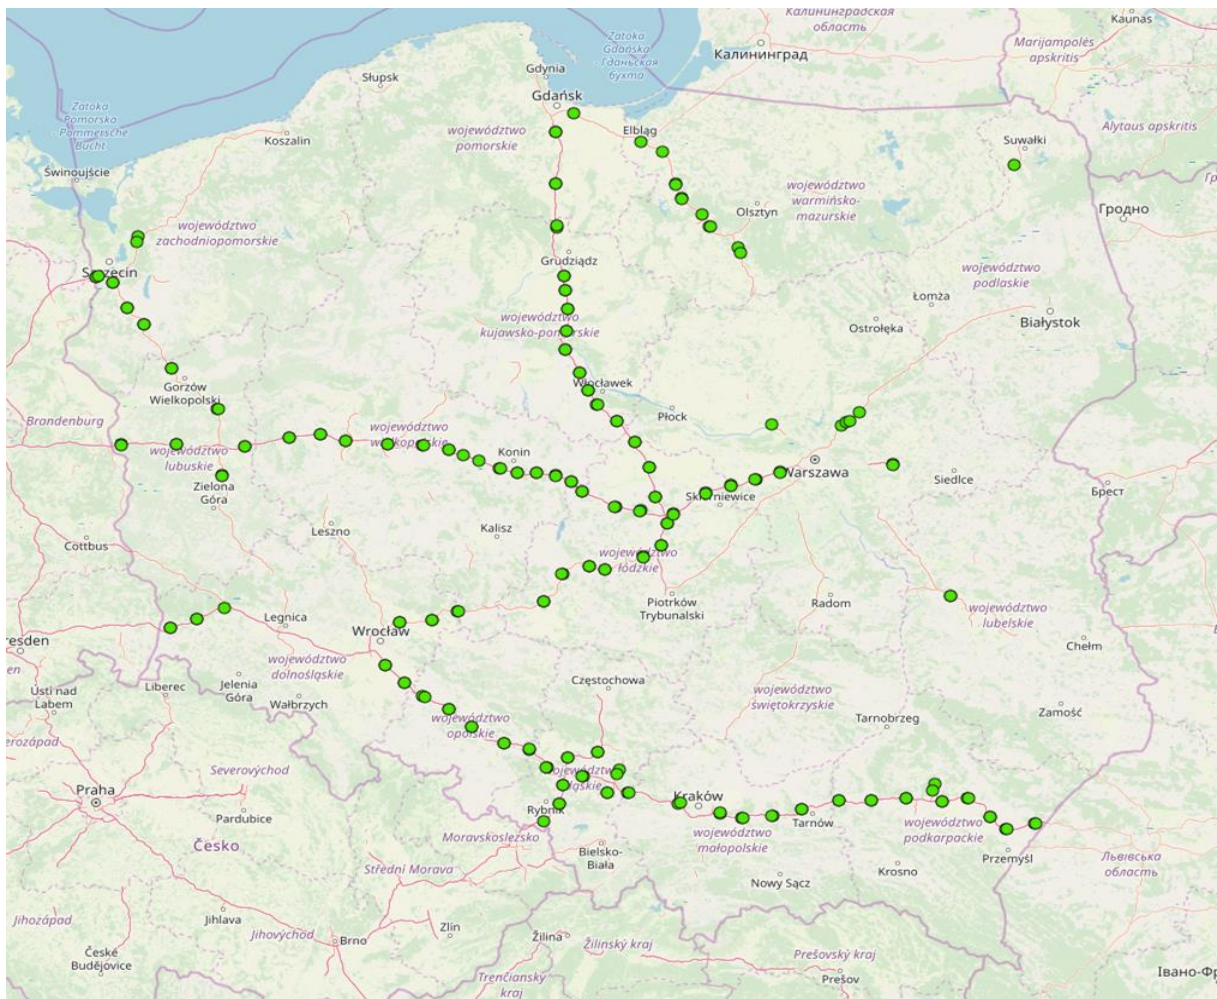 Калининградская
область
Kaunas
Калининград
Marijampolės
apskritis
Zatoka
Gdańska
- Гданьская
бухта
Gdynia
Słupsk
Gdańsk
Zatoka
Pomorska
- Pommersche
Bucht
Koszalin
województwo
pomorskie
Elbląg
Suwałki
Alytaus apskritis
Świnoujście
województwo
warmińsko-
mazurskie
Olsztyn
Гродно
województwo
zachodniopomorskie
Grudziądz
Szczecin
województwo
podlaskie
Łomża
Białystok
Ostrołęka
województwo
kujawsko-pomorskie
Gorzów
Wielkopolski
Włocławek
Płock
Brandenburg
województwo
wielkopolskie
województwo
lubuskie
Konin
Warszawa
Siedlce
Брест
Zielona
Góra
Skierniewice
Leszno
Kalisz
Cottbus
województwo
łódzkie
Piotrków
Trybunalski
Radom
województwo
lubelskie
Legnica
Wrocław
Chełm
Dresden
województwo
dolnośląskie
Jelenia
Góra
Liberec
Wałbrzych
Ústí nad
Labem
Częstochowa
województwo
świętokrzyskie
Zamość
Tarnobrzeg
województwo
opolskie
Severovýchod
Praha
Pardubice
województwo
śląskie
Rybnik
Kraków
Tarnów
województwo
podkarpackie
Moravskoslezsko
województwo
małopolskie
Česko
Przemyśl
Львівська
область
Bielsko-
Biała
Střední Morava
Krosno
Nowy Sącz
Jihozápad
Jihlava
Jihovýchod
Zlín
Brno
Žilina
Žilinský kraj
České
Budějovice
Prešovský kraj
Prešov
Trenčiansky
kraj
Івано-Фр